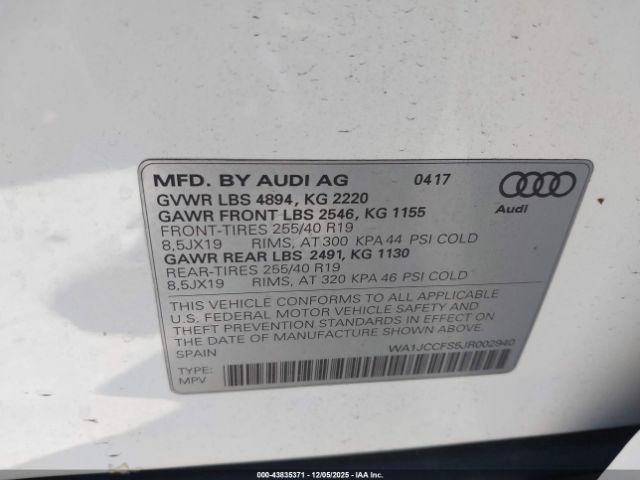 MFD. BY AUDI AG 0417
GVWR LBS 4894, KG 2220
GAWR FRONT LBS 2546, KG 1155
FRONT-TIRES 255/40 R19
8,5JX19 RIMS, AT 300 KPA 44 PSI COLD
GAWR REAR LBS 2491, KG 1130
REAR-TIRES 255/40 R19
8,5JX19 RIMS, AT 320 KPA 46 PSI COLD
Audi
THIS VEHICLE CONFORMS TO ALL APPLICABLE
U.S. FEDERAL MOTOR VEHICLE SAFETY AND
THEFT PREVENTION STANDARDS IN EFFECT ON
THE DATE OF MANUFACTURE SHOWN ABOVE.
SPAIN
WA1JCCFS5JR002940
TYPE:
MPV
000-43835371 - 12/05/2025 - IAA